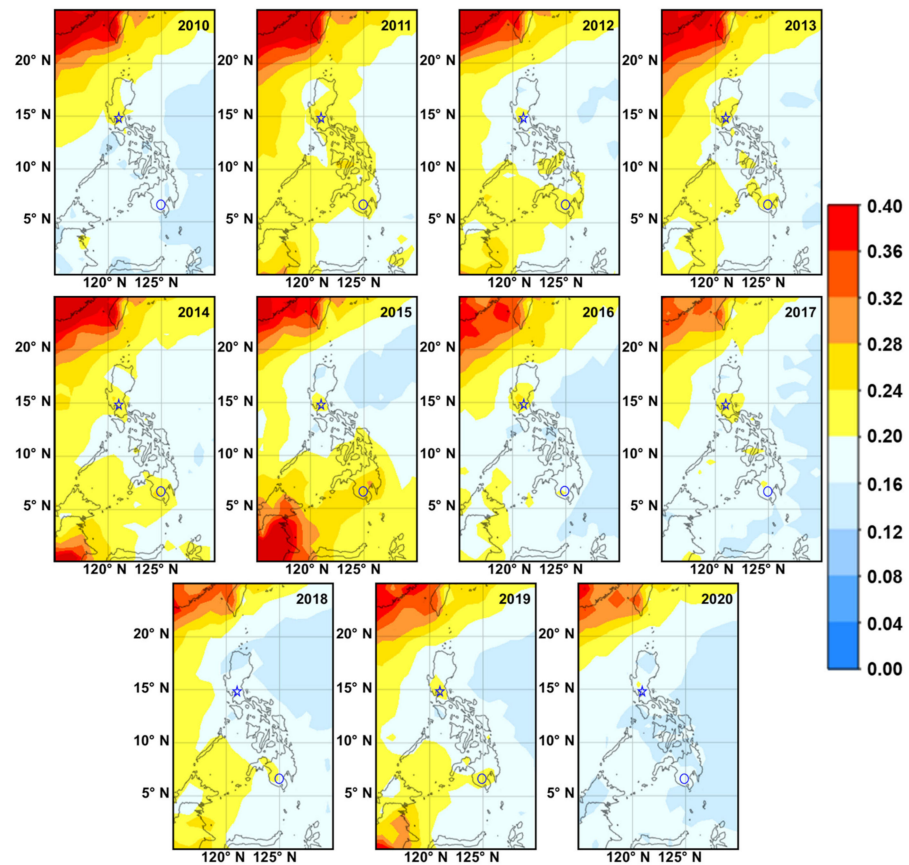 2010
2011
2012
2013
20° N 20° N 20° N 20° N
15° N 15° N 15° N 15° N
10° N 10° N 10° N 10° N
5° N 5° N 5° N 5° N
120° N 125° N 120° N 125° N 120° N 125° N 120° N 125° N
2014
2015
2016
2017
20° N 20° N 20° N 20° N
15° N 15° N 15° N 15° N
10° N 10° N 10° N 10° N
5° N 5° N 5° N 5° N
120° N 125° N 120° N 125° N 120° N 125° N 120° N 125° N
2018
2019
2020
20° N 20° N 20° N
15° N 15° N 15° N
10° N 10° N 10° N
5° N 5° N 5° N
120° N 125° N 120° N 125° N 120° N 125° N
0.40
0.36
0.32
0.28
0.24
0.20
0.16
0.12
0.08
0.04
0.00